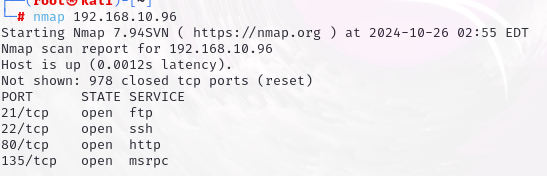 (root㉿kali)-[~]
# nmap 192.168.10.96
Starting Nmap 7.94SVN ( https://nmap.org ) at 2024-10-26 02:55 EDT
Nmap scan report for 192.168.10.96
Host is up (0.0012s latency).
Not shown: 978 closed tcp ports (reset)
PORT STATE SERVICE
21/tcp open ftp
22/tcp open ssh
80/tcp open http
135/tcp open msrpc